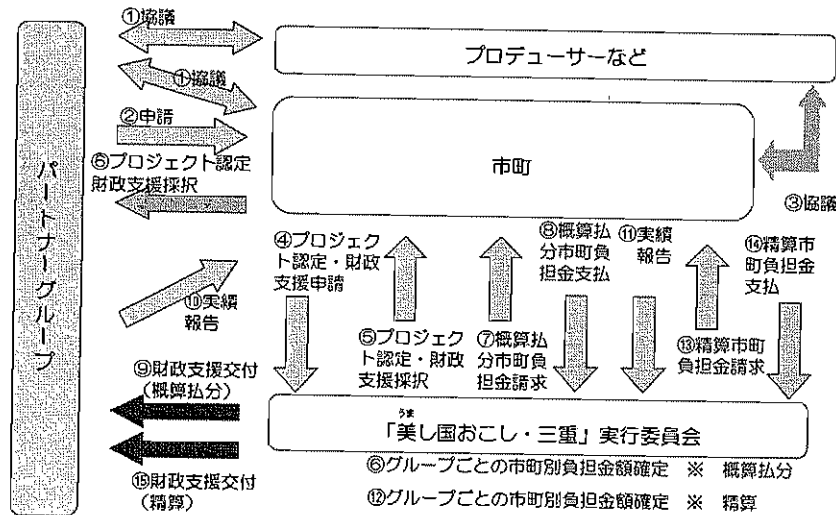 ①協議
プロデューサーなど
①協議
②申請
市町
⑥プロジェクト認定
財政支援採択
③協議
パートナーグループ
④プロジェク
ト認定・財政
支援申請
⑧概算払
分市町負
担金支払
⑪実績
報告
⑭精算市
町負担金
支払
⑩実績
報告
⑤プロジェク
ト認定・財政
支援採択
⑦概算払
分市町負
担金請求
⑬精算市町
負担金請求
⑨財政支援交付
(概算払分)
うま
「美し国おこし・三重」実行委員会
⑥グループごとの市町別負担金額確定 ※ 概算払分
⑮財政支援交付
(精算)
⑫グループごとの市町別負担金額確定 ※ 精算